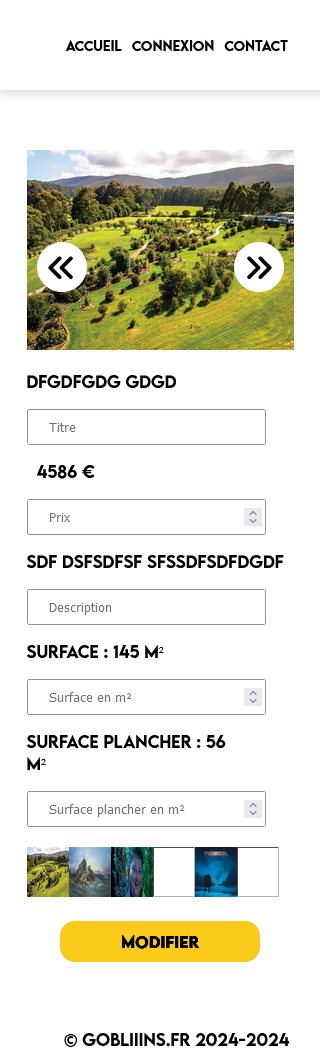 ACCUEIL CONNEXION CONTACT
DFGDFGDG GDGD
Titre
4586 €
Prix
SDF DSFSDFSF SFSSDFSDFDGDF
Description
SURFACE : 145 M²
Surface en m²
SURFACE PLANCHER : 56
M²
Surface plancher en m²
MODIFIER
© GOBLIIINS.FR 2024-2024